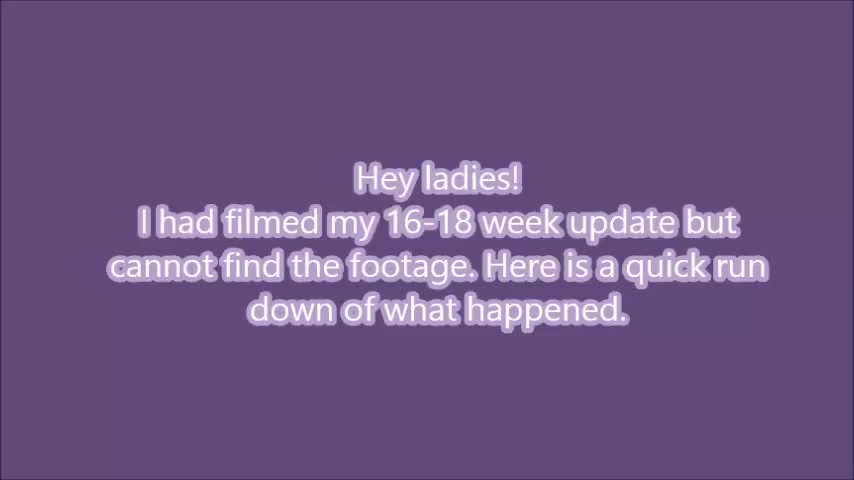 Hey ladies!
I had filmed my 16-18 week update but
cannot find the footage. Here is a quick run
down of what happened.